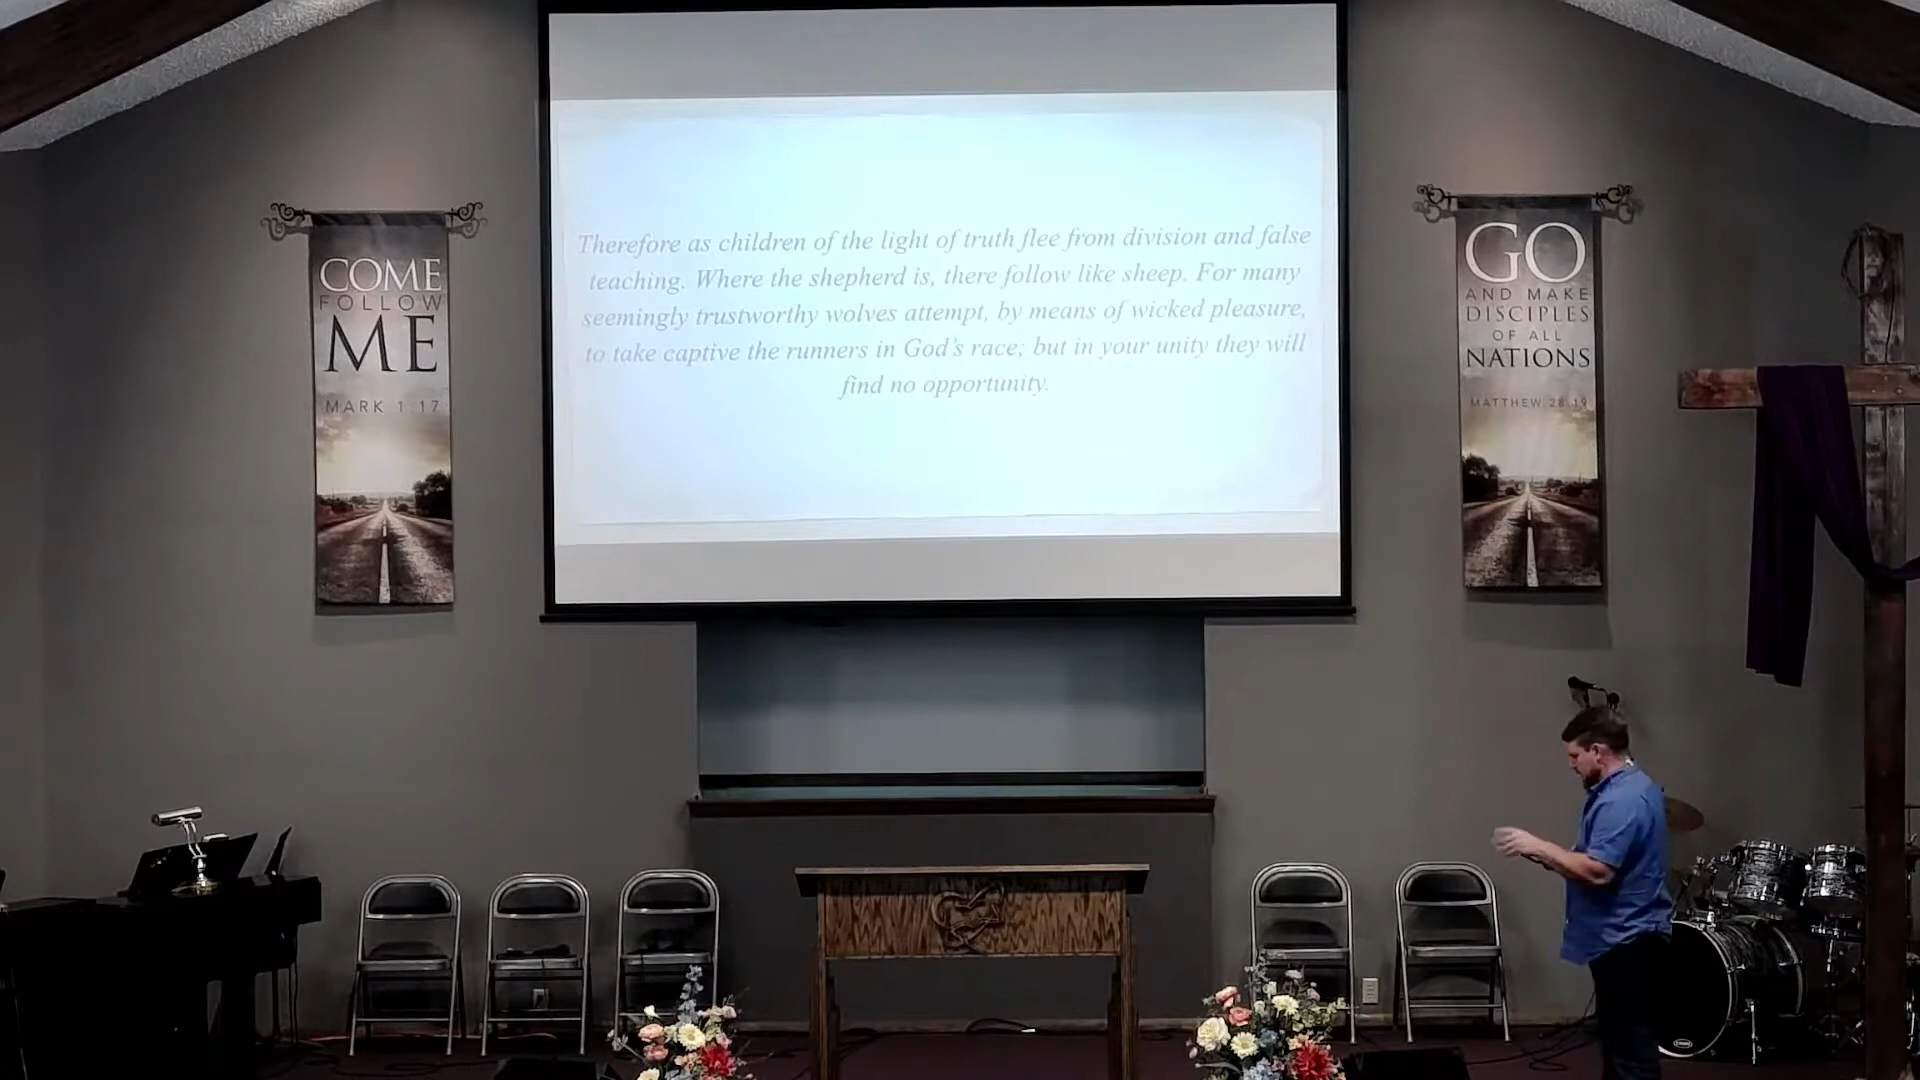 Therefore as children of the light of truth flee from division and false
teaching. Where the shepherd is, there follow like sheep. For many
seemingly trustworthy wolves attempt, by means of wicked pleasure,
to take captive the runners in God's race; but in your unity they will
find no opportunity.
COME
FOLLOW
ME
MARK 1:17
GO
AND MAKE
DISCIPLES
OF ALL
NATIONS
MATTHEW 28:19